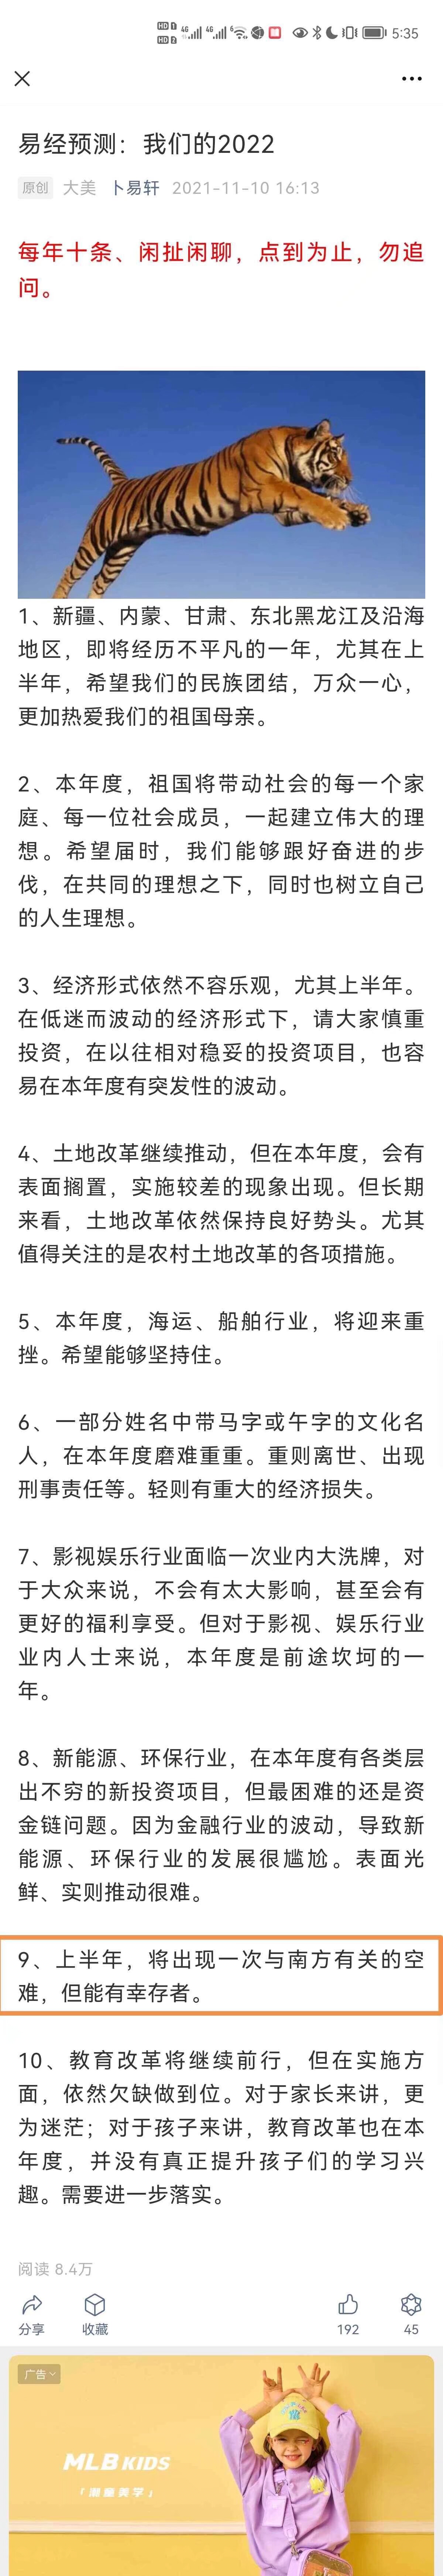 HD 1 4G 4G 6 5:35
HD 2
易经预测：我们的2022
原创 大美 卜易轩 2021-11-10 16:13
每年十条、闲扯闲聊，点到为止，勿追
问。
1、新疆、内蒙、甘肃、东北黑龙江及沿海
地区，即将经历不平凡的一年，尤其在上
半年，希望我们的民族团结，万众一心，
更加热爱我们的祖国母亲。
2、本年度，祖国将带动社会的每一个家
庭、每一位社会成员，一起建立伟大的理
想。希望届时，我们能够跟好奋进的步
伐，在共同的理想之下，同时也树立自己
的人生理想。
3、经济形式依然不容乐观，尤其上半年。
在低迷而波动的经济形式下，请大家慎重
投资，在以往相对稳妥的投资项目，也容
易在本年度有突发性的波动。
4、土地改革继续推动，但在本年度，会有
表面搁置，实施较差的现象出现。但长期
来看，土地改革依然保持良好势头。尤其
值得关注的是农村土地改革的各项措施。
5、本年度，海运、船舶行业，将迎来重
挫。希望能够坚持住。
6、一部分姓名中带马字或午字的文化名
人，在本年度磨难重重。重则离世、出现
刑事责任等。轻则有重大的经济损失。
7、影视娱乐行业面临一次业内大洗牌，对
于大众来说，不会有太大影响，甚至会有
更好的福利享受。但对于影视、娱乐行业
业内人士来说，本年度是前途坎坷的一
年。
8、新能源、环保行业，在本年度有各类层
出不穷的新投资项目，但最困难的还是资
金链问题。因为金融行业的波动，导致新
能源、环保行业的发展很尴尬。表面光
鲜、实则推动很难。
9、上半年，将出现一次与南方有关的空
难，但能有幸存者。
10、教育改革将继续前行，但在实施方
面，依然欠缺做到位。对于家长来讲，更
为迷茫；对于孩子来讲，教育改革也在本
年度，并没有真正提升孩子们的学习兴
趣。需要进一步落实。
阅读 8.4万
分享 收藏 192 45
广告
MLB KIDS
「潮童美学」